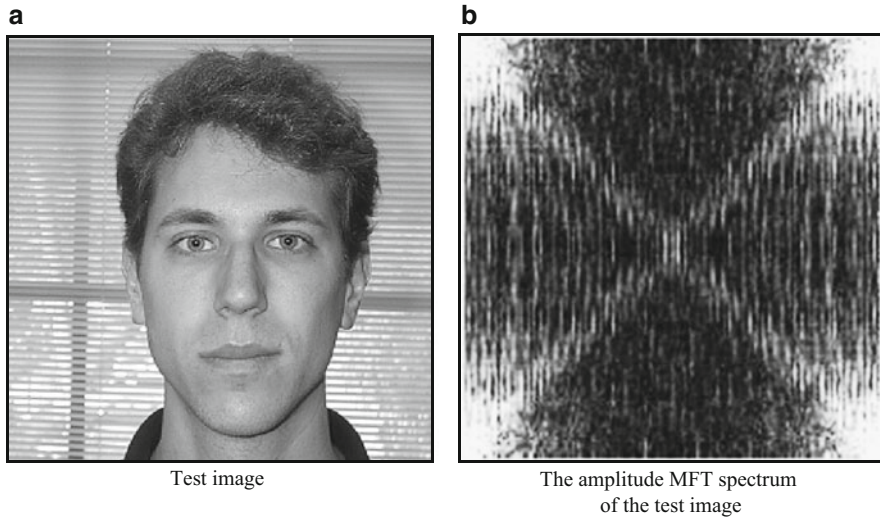 a
b
Test image
The amplitude MFT spectrum
of the test image